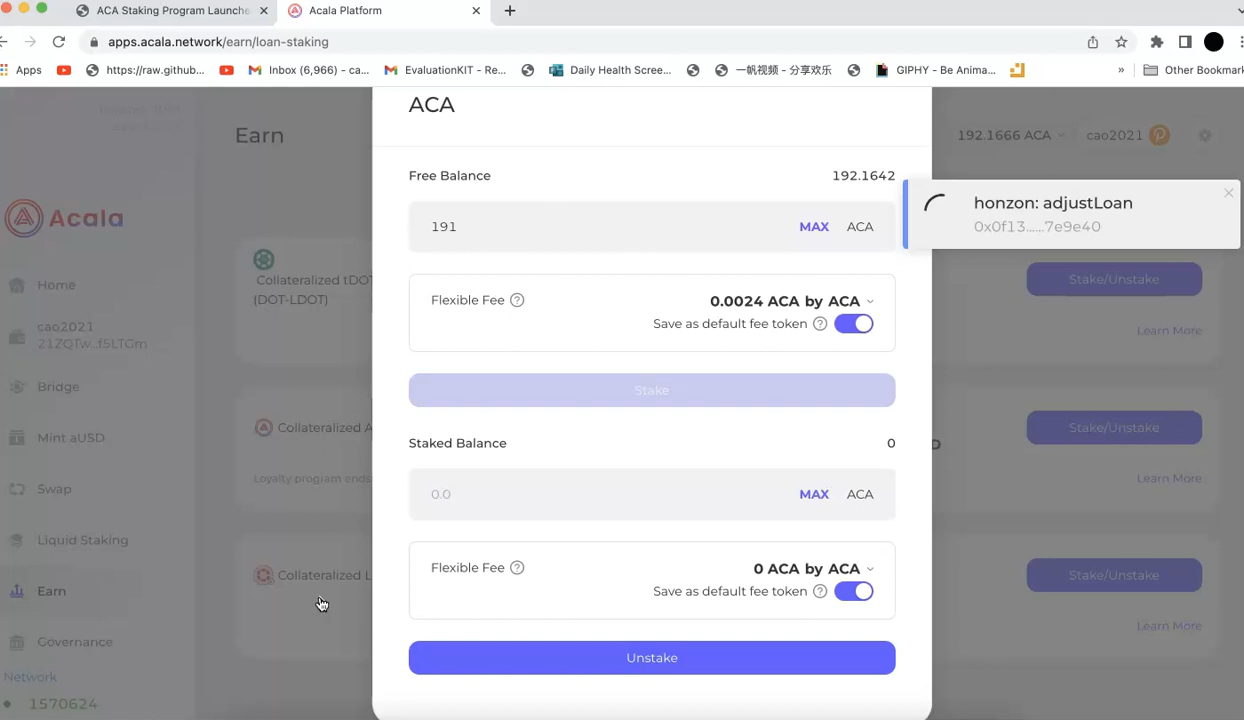 ACA Staking Program Launche
Acala Platform
apps.acala.network/earn/loan-staking
Apps
https://raw.github...
Inbox (6,966) - ca...
EvaluationKIT - Re...
Daily Health Scree...
一帆视频 - 分享欢乐
GIPHY - Be Anima...
»
Other Bookmark
ACA
Earn
192.1666 ACA
cao2021
Free Balance
192.1642
honzon: adjustLoan
0x0f13......7e9e40
Acala
191
MAX
ACA
Collateralized tDOT
(DOT-LDOT)
Stake/Unstake
Learn More
Home
Flexible Fee
0.0024 ACA by ACA
Save as default fee token
cao2021
21ZQTw...f5LTGm
Bridge
Stake
Mint aUSD
Collateralized A
Stake/Unstake
Staked Balance
0
D
Loyalty program ends
Learn More
Swap
0.0
MAX
ACA
Liquid Staking
Flexible Fee
0 ACA by ACA
Save as default fee token
Collateralized L
Stake/Unstake
Earn
Learn More
Governance
Unstake
Network
1570624